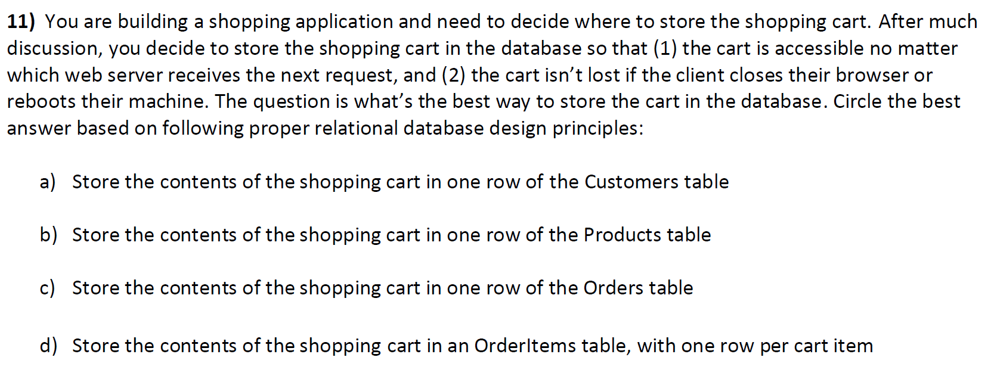 11) You are building a shopping application and need to decide where to store the shopping cart. After much
discussion, you decide to store the shopping cart in the database so that (1) the cart is accessible no matter
which web server receives the next request, and (2) the cart isn’t lost if the client closes their browser or
reboots their machine. The question is what’s the best way to store the cart in the database. Circle the best
answer based on following proper relational database design principles:
a) Store the contents of the shopping cart in one row of the Customers table
b) Store the contents of the shopping cart in one row of the Products table
c) Store the contents of the shopping cart in one row of the Orders table
d) Store the contents of the shopping cart in an OrderItems table, with one row per cart item